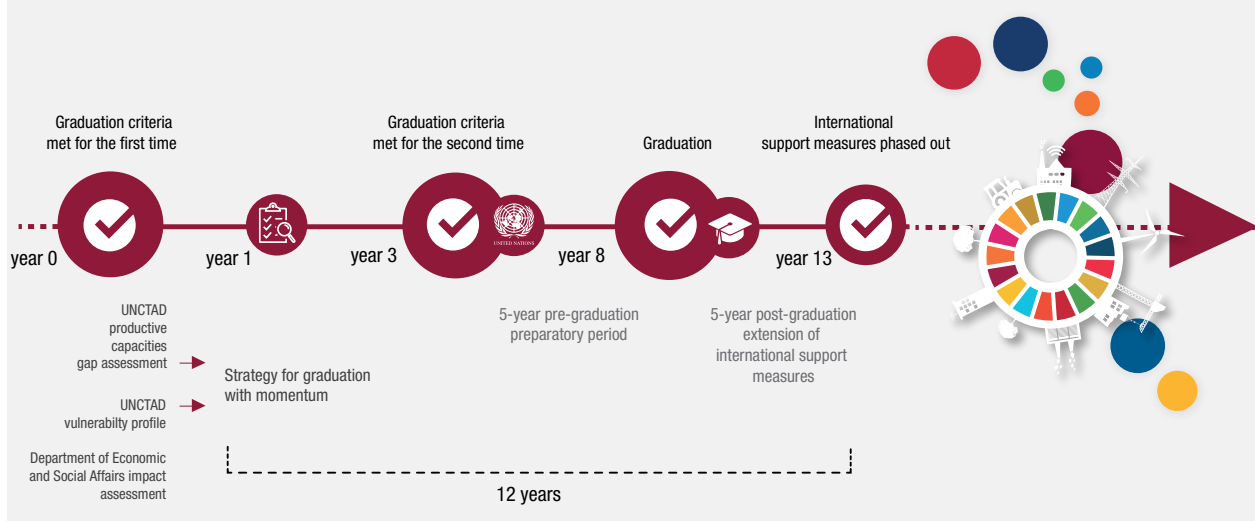 Graduation criteria
met for the first time
Graduation criteria
met for the second time
Graduation
International
support measures phased out
UNITED NATIONS
year 0
year 1
year 3
year 8
year 13
UNCTAD
productive
capacities
gap assessment
Strategy for graduation
with momentum
UNCTAD
vulnerabilty profile
Department of Economic
and Social Affairs impact
assessment
5-year pre-graduation
preparatory period
5-year post-graduation
extension of
international support
measures
12 years